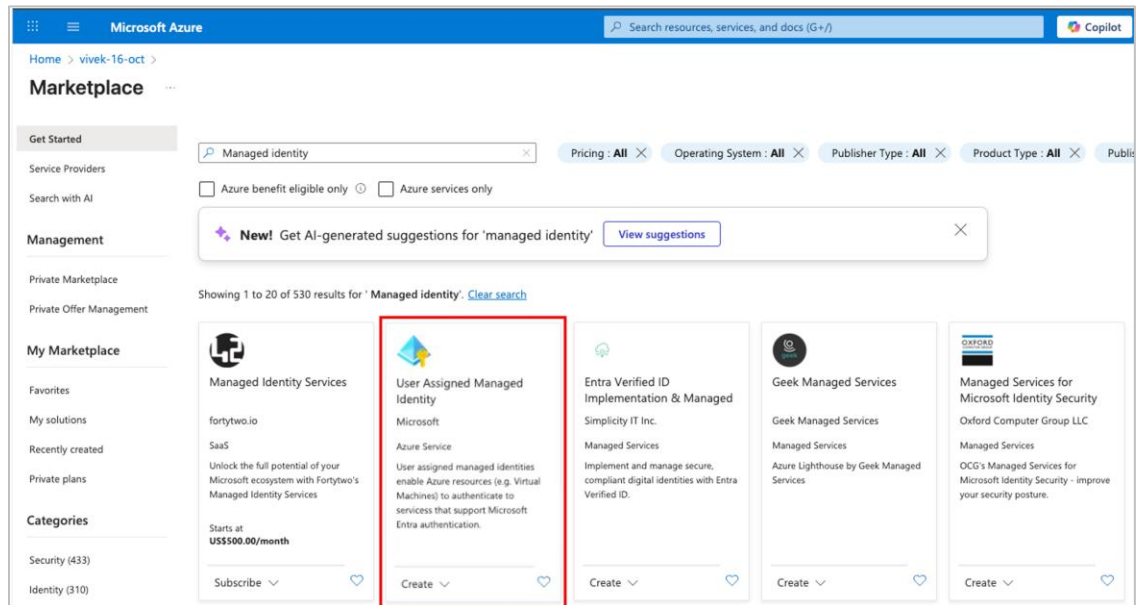 Microsoft Azure
Search resources, services, and docs (G+/)
Copilot
Home > vivek-16-oct >
Marketplace ...
Get Started
Service Providers
Search with AI
Management
Private Marketplace
Private Offer Management
My Marketplace
Favorites
My solutions
Recently created
Private plans
Categories
Security (433)
Identity (310)
Managed identity
Pricing : All
Operating System : All
Publisher Type : All
Product Type : All
Publis
Azure benefit eligible only
Azure services only
New! Get AI-generated suggestions for 'managed identity'
View suggestions
Showing 1 to 20 of 530 results for ' Managed identity'. Clear search
42
Managed Identity Services
fortytwo.io
SaaS
Unlock the full potential of your
Microsoft ecosystem with Fortytwo's
Managed Identity Services
Starts at
US$500.00/month
Subscribe
User Assigned Managed
Identity
Microsoft
Azure Service
User assigned managed identities
enable Azure resources (e.g. Virtual
Machines) to authenticate to
servicess that support Microsoft
Entra authentication.
Create
Entra Verified ID
Implementation & Managed
Simplicity IT Inc.
Managed Services
Implement and manage secure,
compliant digital identities with Entra
Verified ID.
Create
geek
Geek Managed Services
Geek Managed Services
Managed Services
Azure Lighthouse by Geek Managed
Services
Create
OXFORD
COMPUTER GROUP
Managed Services for
Microsoft Identity Security
Oxford Computer Group LLC
Managed Services
OCG's Managed Services for
Microsoft Identity Security - improve
your security posture.
Create